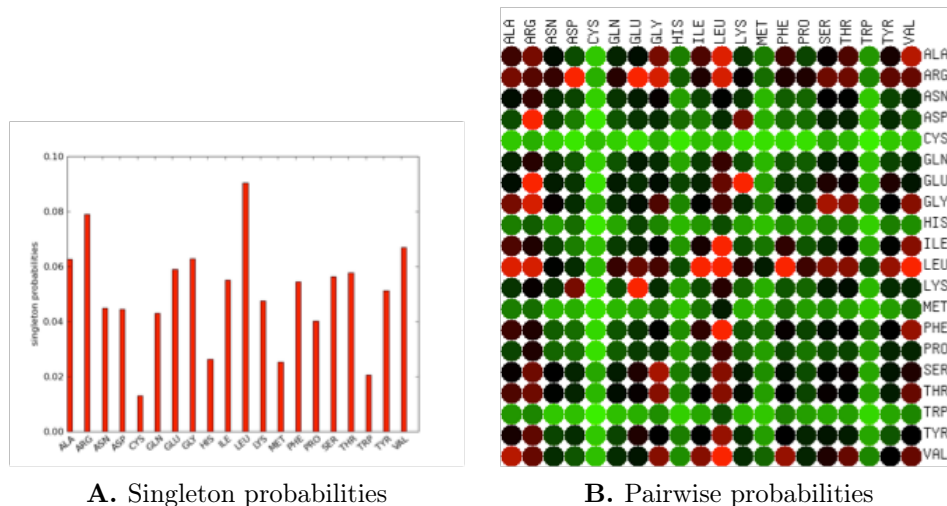 ALA ARG ASN ASP CYS GLN GLU GLY HIS ILE LEU LYS MET PHE PRO SER THR TRP TYR VAL
ALA
ARG
ASN
ASP
CYS
GLN
GLU
GLY
HIS
ILE
LEU
LYS
MET
PHE
PRO
SER
THR
TRP
TYR
VAL
0.10
0.08
0.06
0.04
0.02
0.00
singleton probabilities
ALA ARG ASN ASP CYS GLN GLU GLY HIS ILE LEU LYS MET PHE PRO SER THR TRP TYR VAL
A. Singleton probabilities
B. Pairwise probabilities